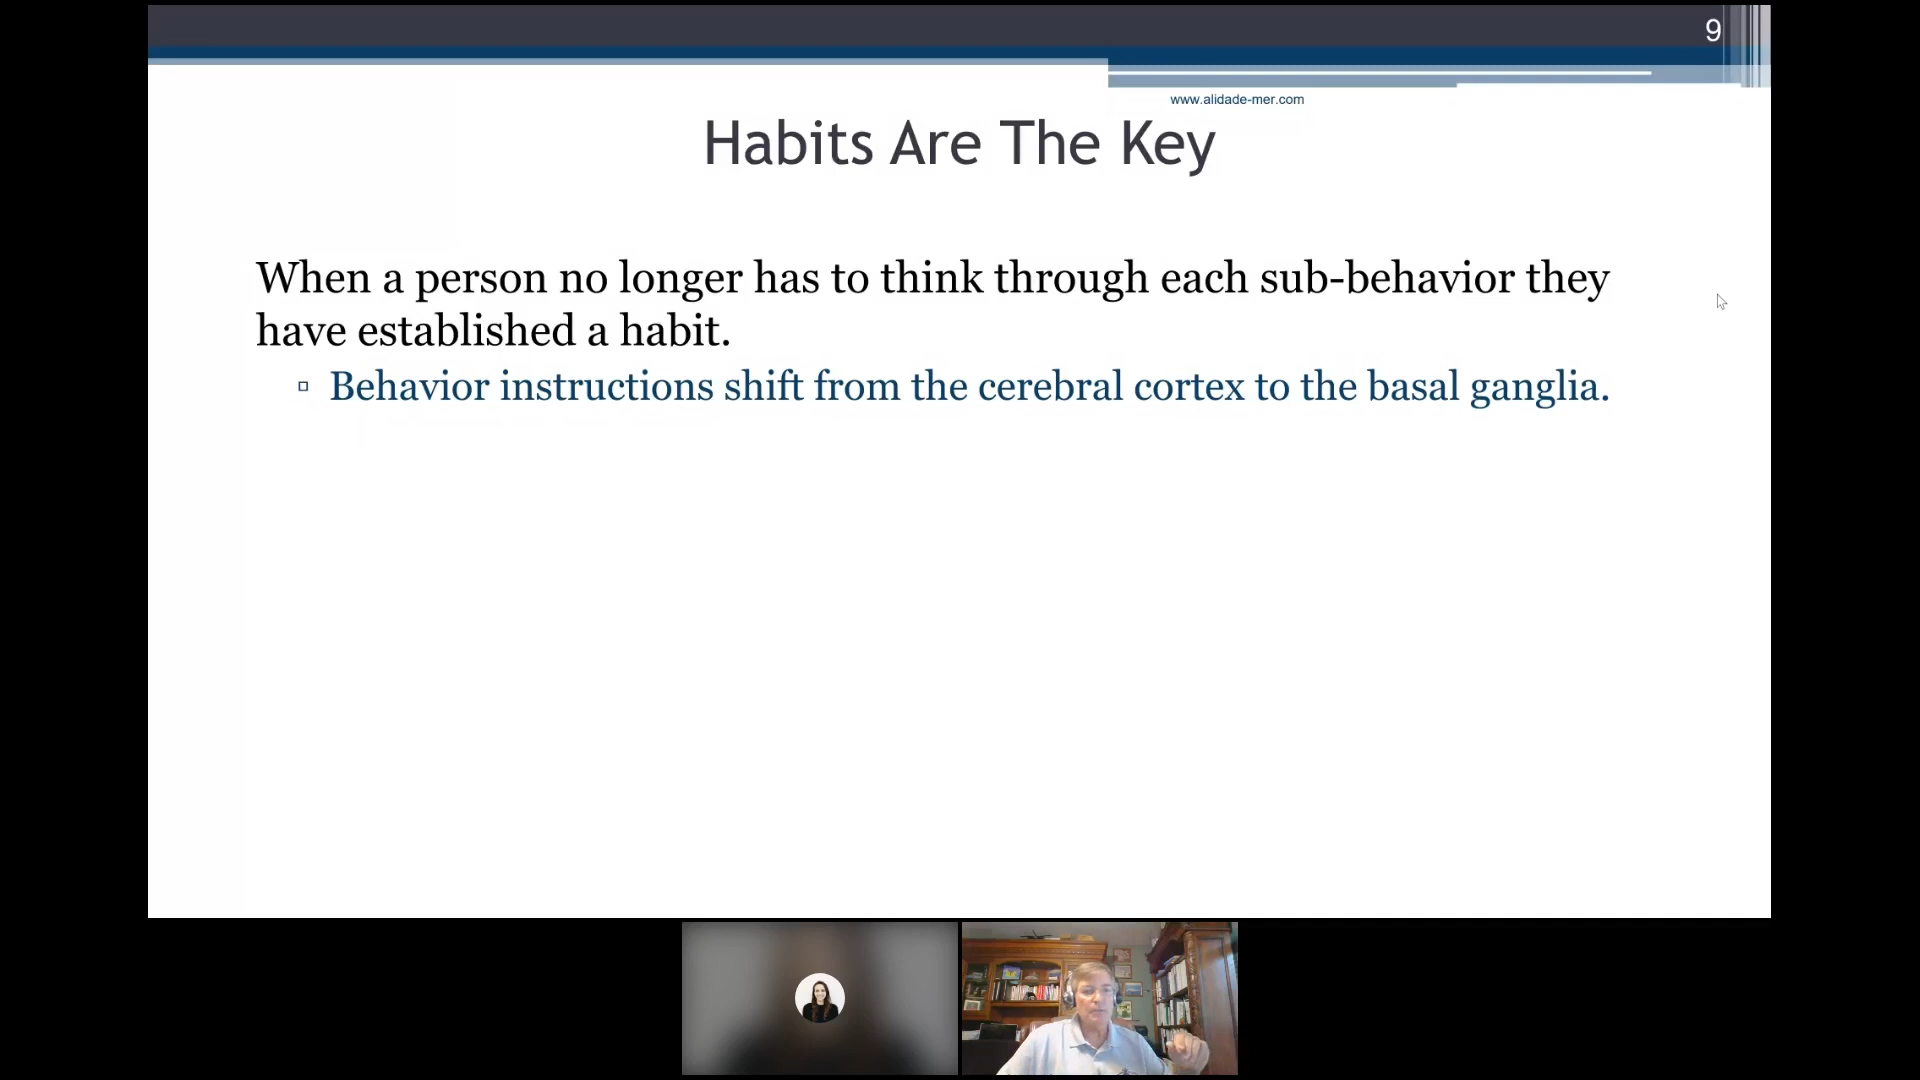 9
www.alidade-mer.com
Habits Are The Key
When a person no longer has to think through each sub-behavior they
have established a habit.
▫ Behavior instructions shift from the cerebral cortex to the basal ganglia.